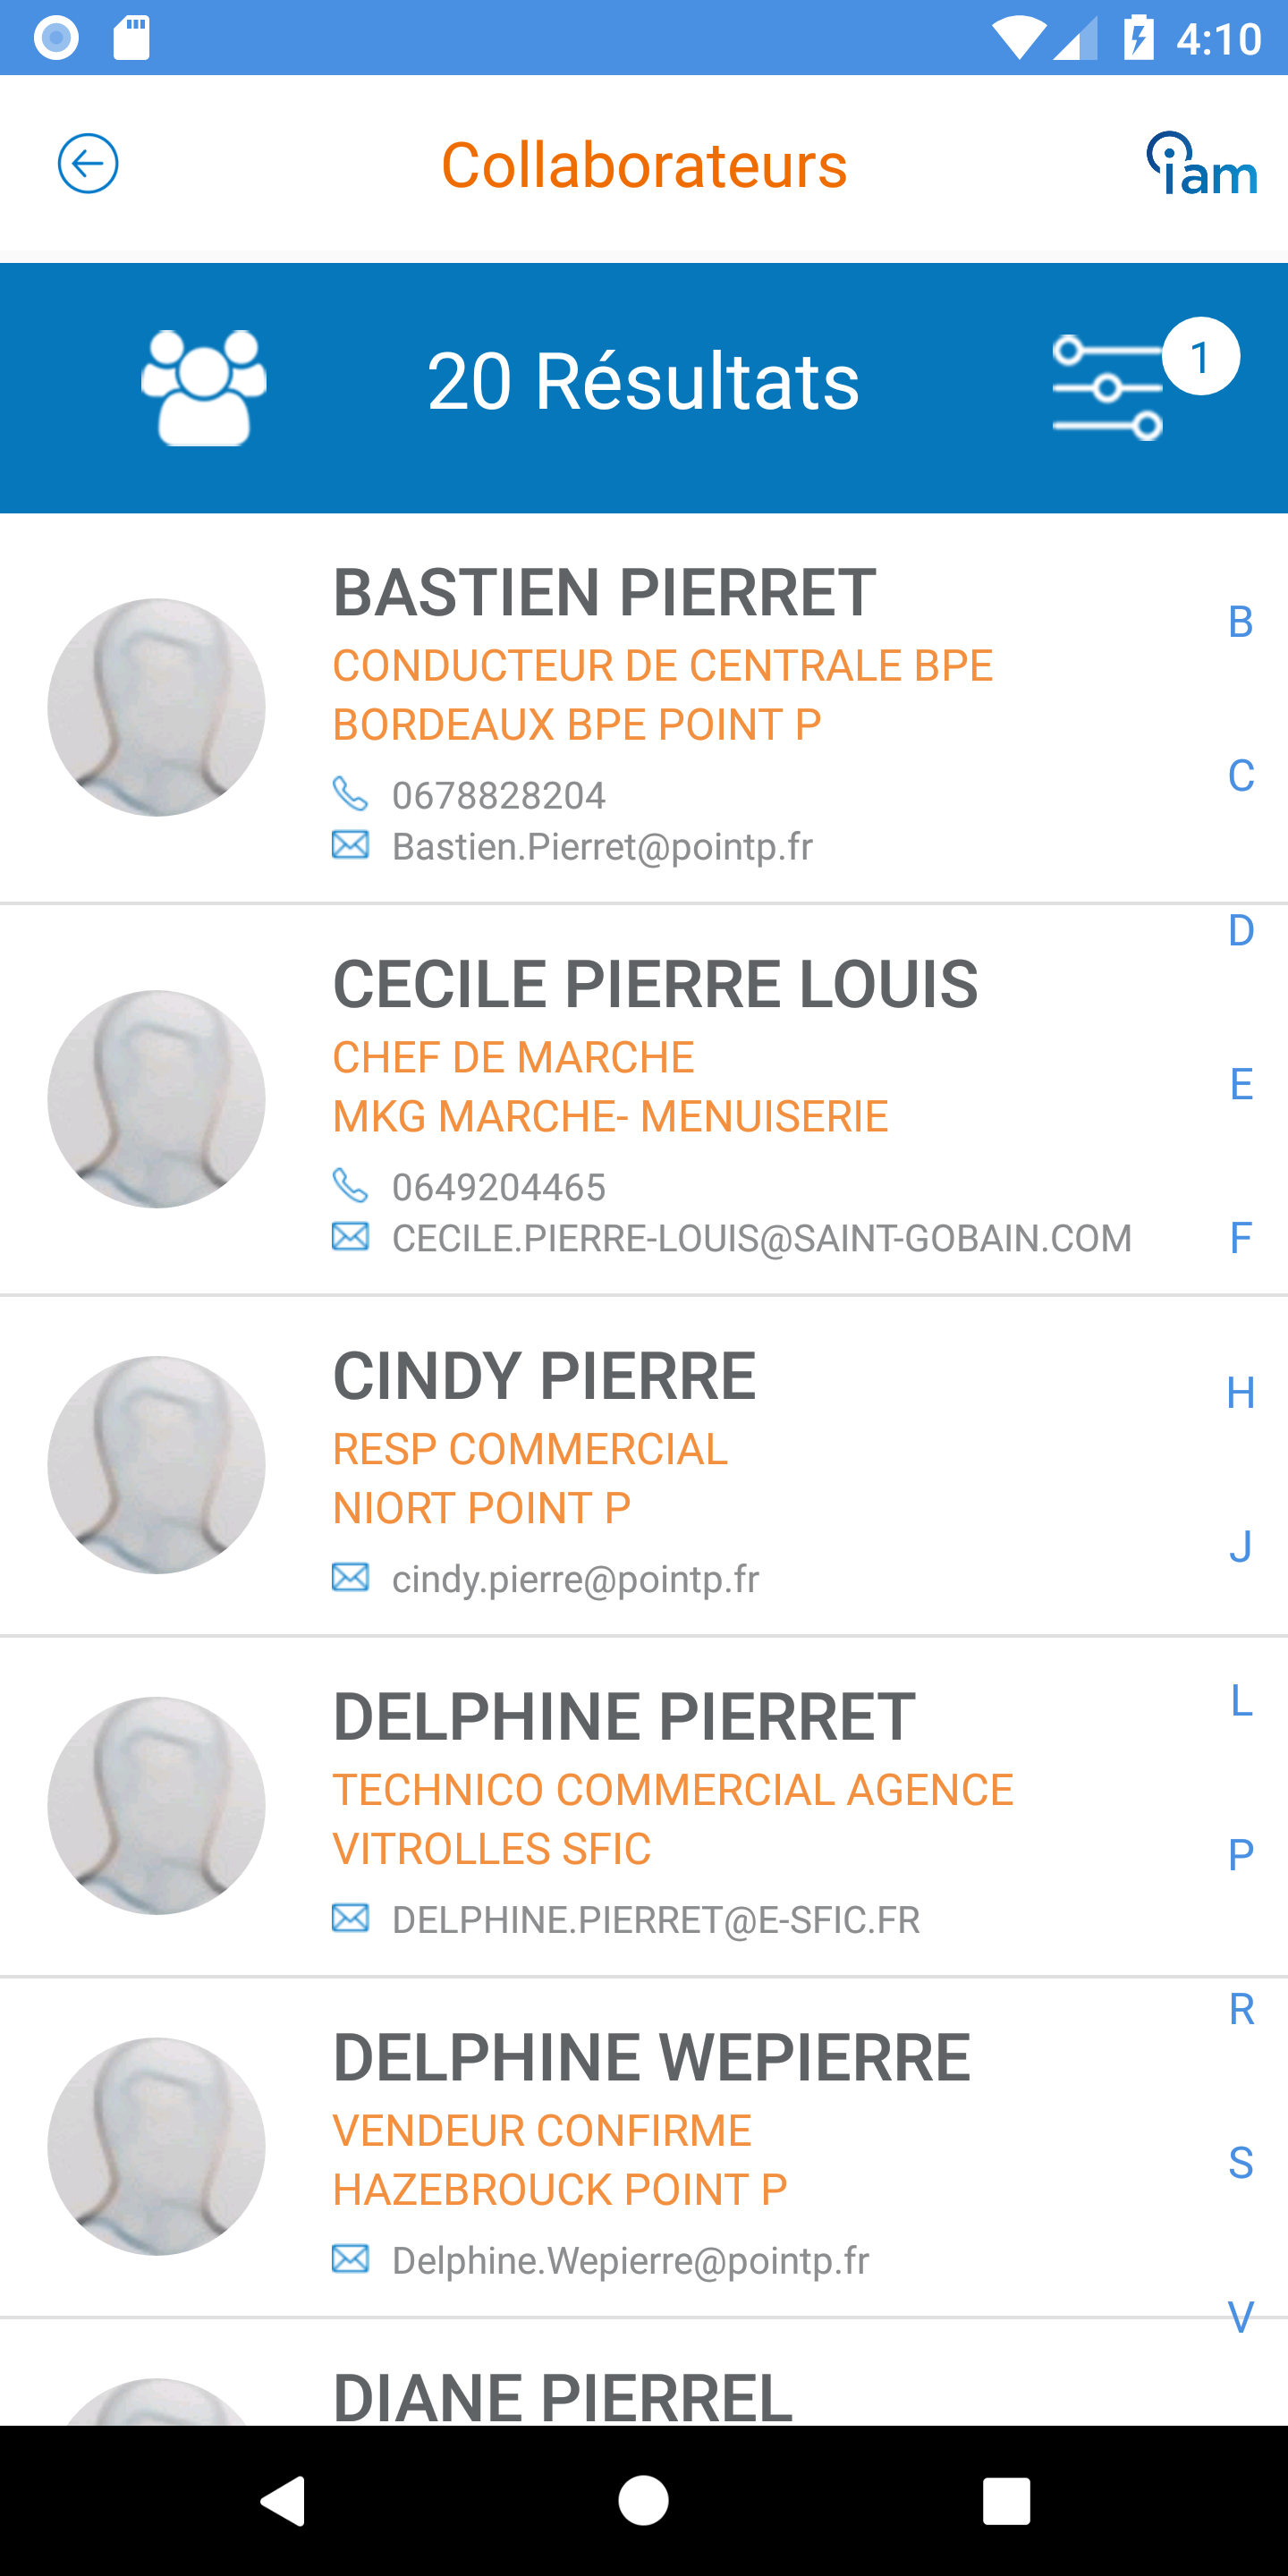 4:10
Collaborateurs
iam
20 Résultats
1
BASTIEN PIERRET
CONDUCTEUR DE CENTRALE BPE
BORDEAUX BPE POINT P
0678828204
Bastien.Pierret@pointp.fr
CECILE PIERRE LOUIS
CHEF DE MARCHE
MKG MARCHE- MENUISERIE
0649204465
CECILE.PIERRE-LOUIS@SAINT-GOBAIN.COM
CINDY PIERRE
RESP COMMERCIAL
NIORT POINT P
cindy.pierre@pointp.fr
DELPHINE PIERRET
TECHNICO COMMERCIAL AGENCE
VITROLLES SFIC
DELPHINE.PIERRET@E-SFIC.FR
DELPHINE WEPIERRE
VENDEUR CONFIRME
HAZEBROUCK POINT P
Delphine.Wepierre@pointp.fr
DIANE PIERREL
B
C
D
E
F
H
J
L
P
R
S
V